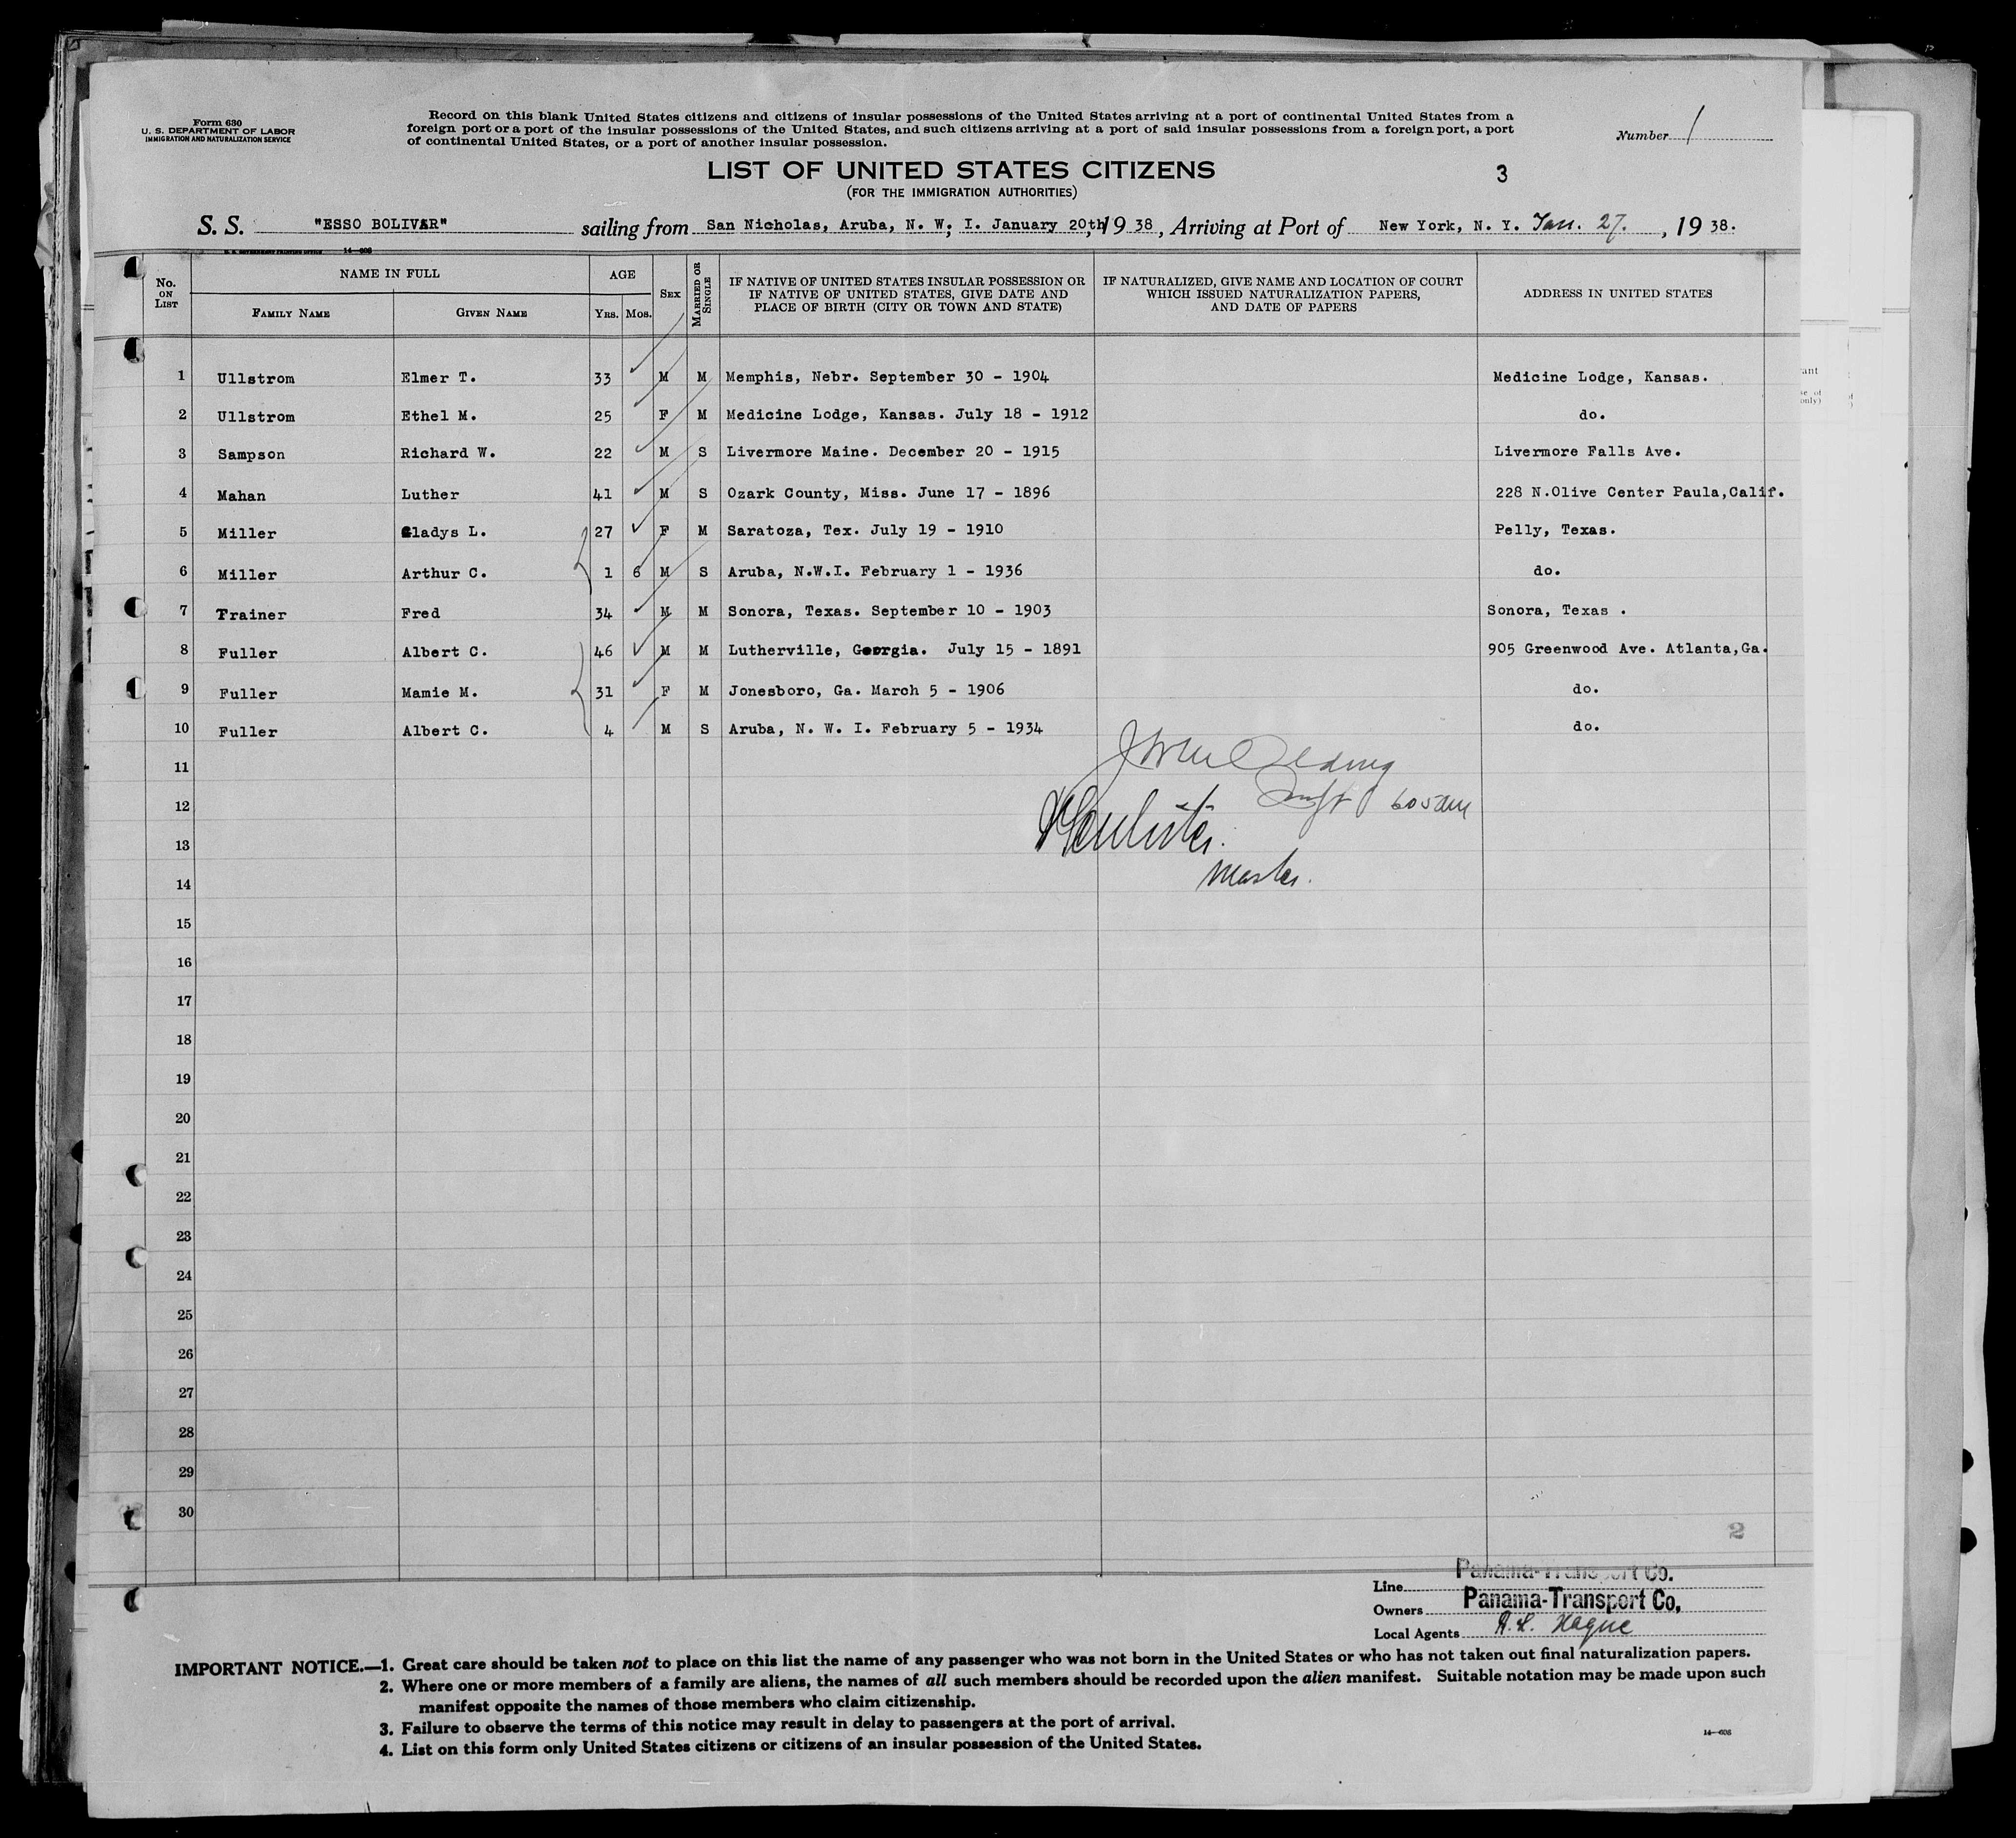 Form 630
U. S. DEPARTMENT OF LABOR
IMMIGRATION AND NATURALIZATION SERVICE
Record on this blank United States citizens and citizens of insular possessions of the United States arriving at a port of continental United States from a
foreign port or a port of the insular possessions of the United States, and such citizens arriving at a port of said insular possessions from a foreign port, a port
of continental United States, or a port of another insular possession.
Number 1
LIST OF UNITED STATES CITIZENS
(FOR THE IMMIGRATION AUTHORITIES)
3
S. S. "ESSO BOLIVAR" sailing from San Nicholas, Aruba, N. W. I. January 20th, 1938, Arriving at Port of New York, N. Y. Jan. 27., 1938.
U. S. GOVERNMENT PRINTING OFFICE 14—606
No. ON LIST
NAME IN FULL
FAMILY NAME GIVEN NAME
AGE
YRS. MOS.
SEX
MARRIED OR SINGLE
IF NATIVE OF UNITED STATES INSULAR POSSESSION OR
IF NATIVE OF UNITED STATES, GIVE DATE AND
PLACE OF BIRTH (CITY OR TOWN AND STATE)
IF NATURALIZED, GIVE NAME AND LOCATION OF COURT
WHICH ISSUED NATURALIZATION PAPERS,
AND DATE OF PAPERS
ADDRESS IN UNITED STATES
1 Ullstrom Elmer T. 33 M M Memphis, Nebr. September 30 - 1904 Medicine Lodge, Kansas.
2 Ullstrom Ethel M. 25 F M Medicine Lodge, Kansas. July 18 - 1912 do.
3 Sampson Richard W. 22 M S Livermore Maine. December 20 - 1915 Livermore Falls Ave.
4 Mahan Luther 41 M S Ozark County, Miss. June 17 - 1896 228 N.Olive Center Paula,Calif.
5 Miller Gladys L. 27 F M Saratoza, Tex. July 19 - 1910 Pelly, Texas.
6 Miller Arthur C. 1 6 M S Aruba, N.W.I. February 1 - 1936 do.
7 Trainer Fred 34 M M Sonora, Texas. September 10 - 1903 Sonora, Texas .
8 Fuller Albert C. 46 M M Lutherville, Georgia. July 15 - 1891 905 Greenwood Ave. Atlanta,Ga.
9 Fuller Mamie M. 31 F M Jonesboro, Ga. March 5 - 1906 do.
10 Fuller Albert C. 4 M S Aruba, N. W. I. February 5 - 1934 do.
11
12
605am
13
Master.
14
15
16
17
18
19
20
21
22
23
24
25
26
27
28
29
30
2
Line Panama-Transport Co.
Owners Panama-Transport Co.
Local Agents R. L. Hague
IMPORTANT NOTICE.—1. Great care should be taken not to place on this list the name of any passenger who was not born in the United States or who has not taken out final naturalization papers.
2. Where one or more members of a family are aliens, the names of all such members should be recorded upon the alien manifest. Suitable notation may be made upon such
manifest opposite the names of those members who claim citizenship.
3. Failure to observe the terms of this notice may result in delay to passengers at the port of arrival.
4. List on this form only United States citizens or citizens of an insular possession of the United States.
14—606